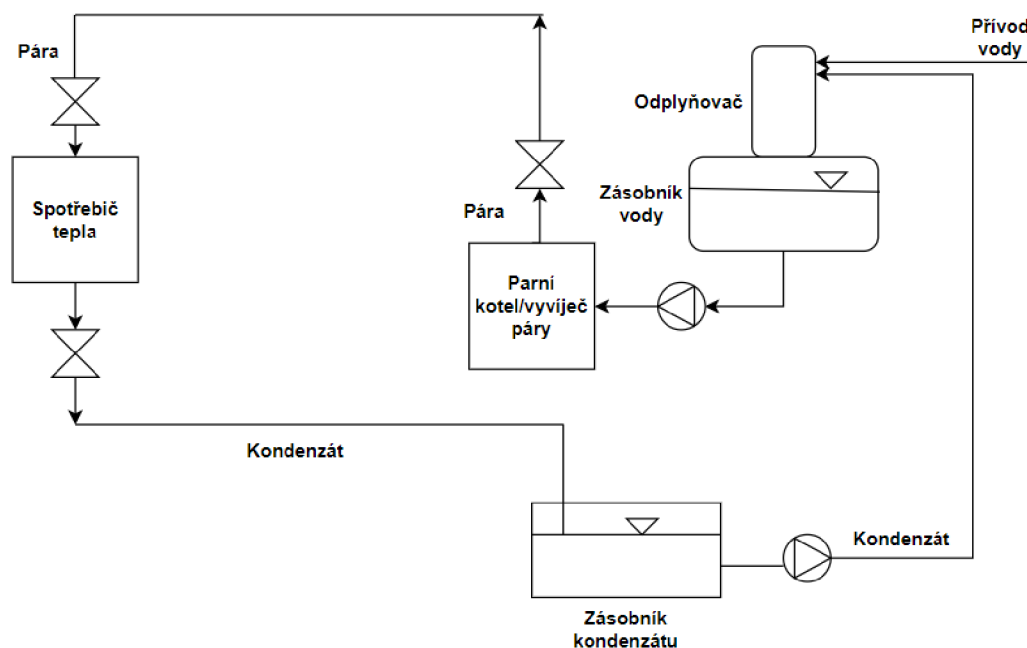 Přívod
vody
Pára
Odplyňovač
Zásobník
vody
Spotřebič
tepla
Pára
Parní
kotel/vyvíječ
páry
Kondenzát
Kondenzát
Zásobník
kondenzátu